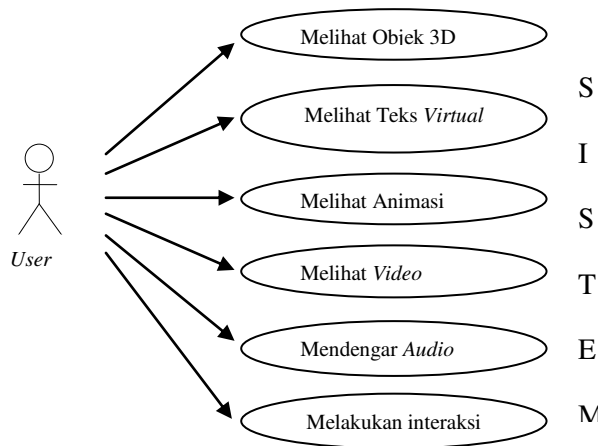 Melihat Objek 3D
Melihat Teks Virtual
Melihat Animasi
Melihat Video
Mendengar Audio
Melakukan interaksi
User
S
I
S
T
E
M